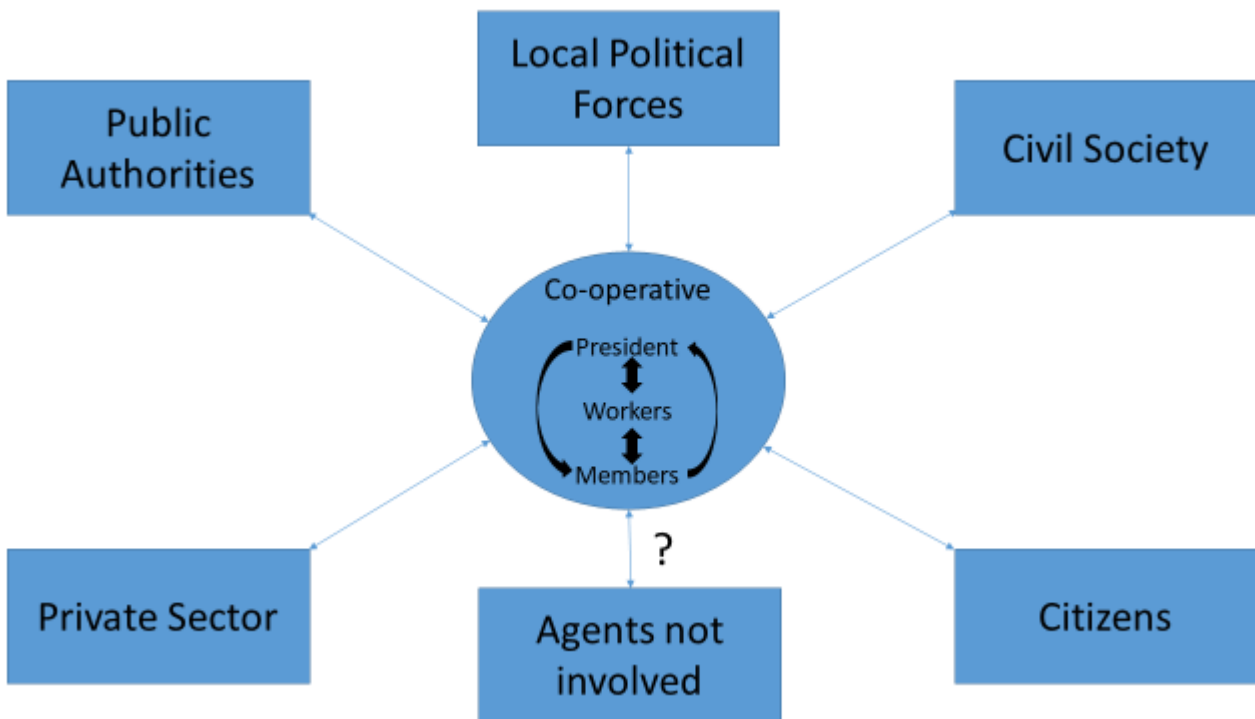 Local Political
Forces
Public
Authorities
Civil Society
Co-operative
President
Workers
Members
?
Private Sector
Agents not
involved
Citizens